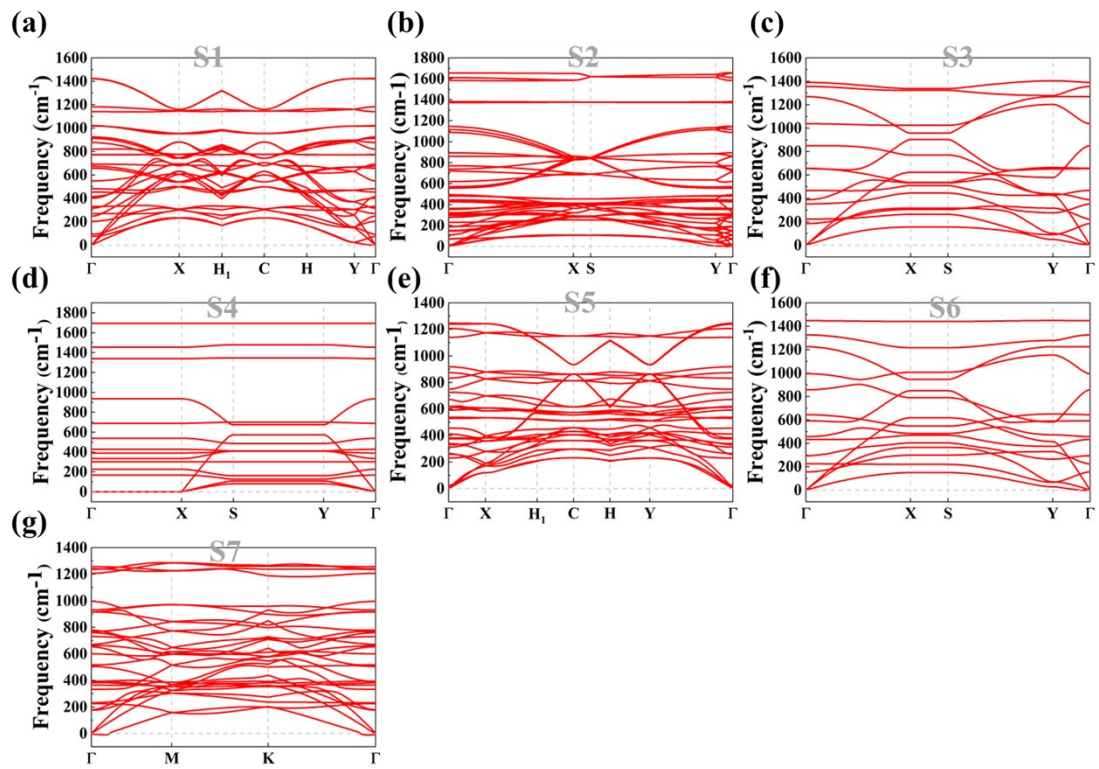 (a)
S1
Frequency (cm⁻¹)
1600
1400
1200
1000
800
600
400
200
0
Γ X H₁ C H Y Γ
(b)
S2
Frequency (cm-1)
1800
1600
1400
1200
1000
800
600
400
200
0
Γ X S Y Γ
(c)
S3
Frequency (cm⁻¹)
1600
1400
1200
1000
800
600
400
200
0
Γ X S Y Γ
(d)
S4
Frequency (cm⁻¹)
1800
1600
1400
1200
1000
800
600
400
200
0
Γ X S Y Γ
(e)
S5
Frequency (cm⁻¹)
1400
1200
1000
800
600
400
200
0
Γ X H₁ C H Y Γ
(f)
S6
Frequency (cm⁻¹)
1600
1400
1200
1000
800
600
400
200
0
Γ X S Y Γ
(g)
S7
Frequency (cm⁻¹)
1400
1200
1000
800
600
400
200
0
Γ M K Γ